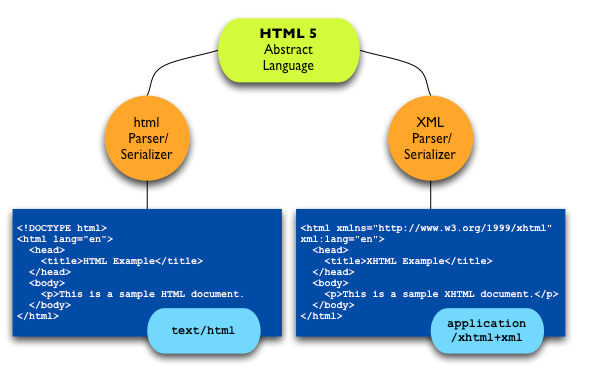 HTML 5
Abstract
Language
html
Parser/
Serializer
XML
Parser/
Serializer
<!DOCTYPE html>
<html lang="en">
  <head>
    <title>HTML Example</title>
  </head>
  <body>
    <p>This is a sample HTML document.
  </body>
</html>
text/html
<html xmlns="http://www.w3.org/1999/xhtml"
xml:lang="en">
  <head>
    <title>XHTML Example</title>
  </head>
  <body>
    <p>This is a sample XHTML document.</p>
  </body>
</html>
application
/xhtml+xml